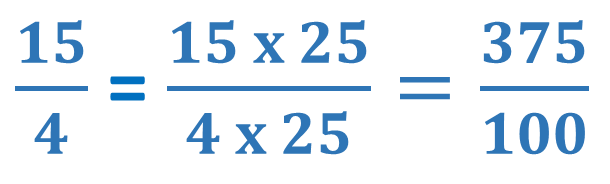 15/4 = 15 x 25/4 x 25 = 375/100